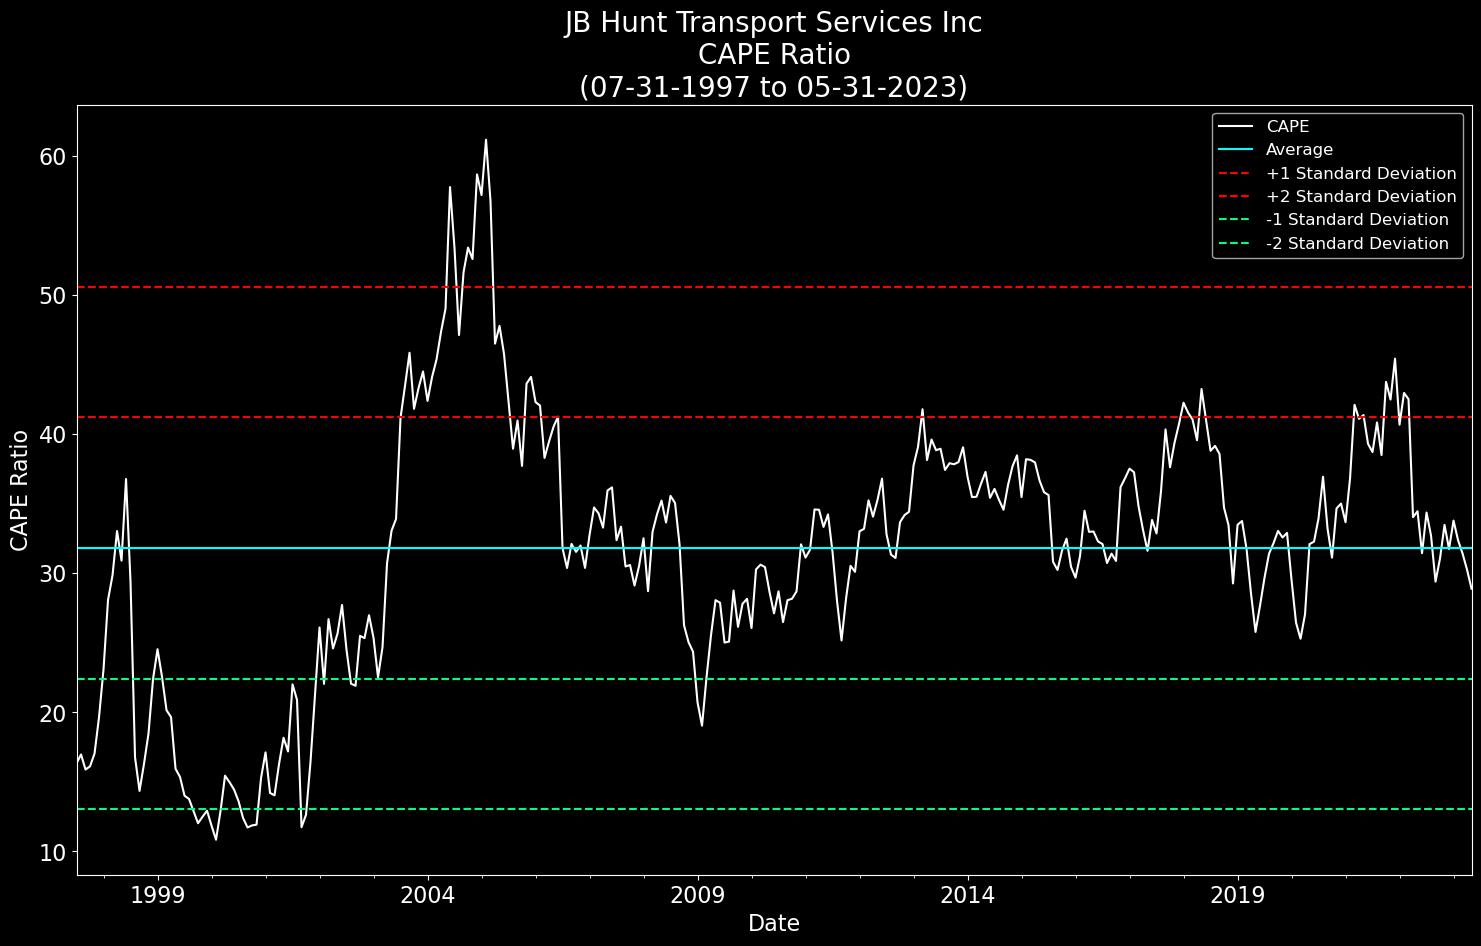 JB Hunt Transport Services Inc
CAPE Ratio
(07-31-1997 to 05-31-2023)
CAPE
Average
+1 Standard Deviation
+2 Standard Deviation
-1 Standard Deviation
-2 Standard Deviation
CAPE Ratio
60
50
40
30
20
10
1999
2004
2009
2014
2019
Date